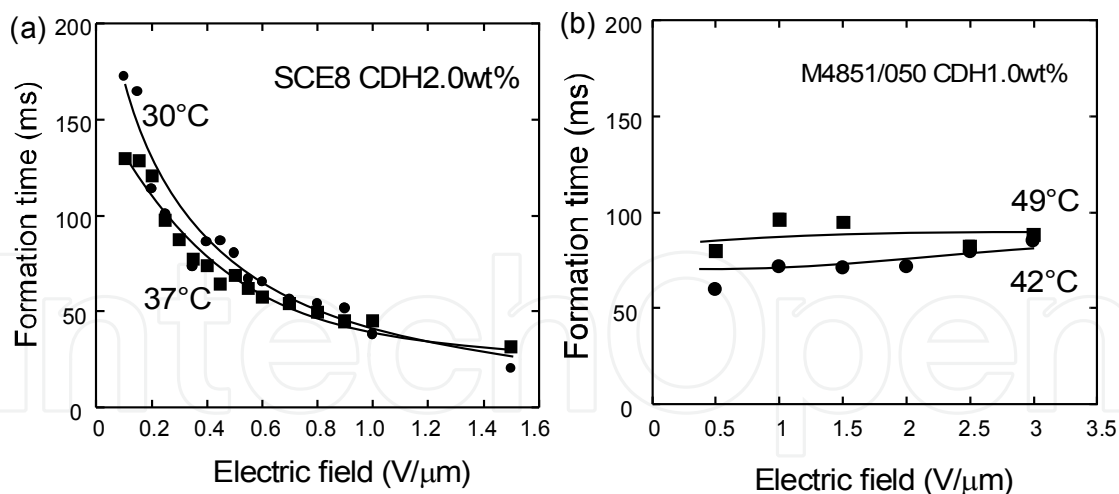 (a)
Formation time (ms)
200
150
100
50
0
SCE8 CDH2.0wt%
30°C
37°C
0 0.2 0.4 0.6 0.8 1.0 1.2 1.4 1.6
Electric field (V/μm)
(b)
Formation time (ms)
200
150
100
50
0
M4851/050 CDH1.0wt%
49°C
42°C
0 0.5 1 1.5 2 2.5 3 3.5
Electric field (V/μm)
IntechOpen